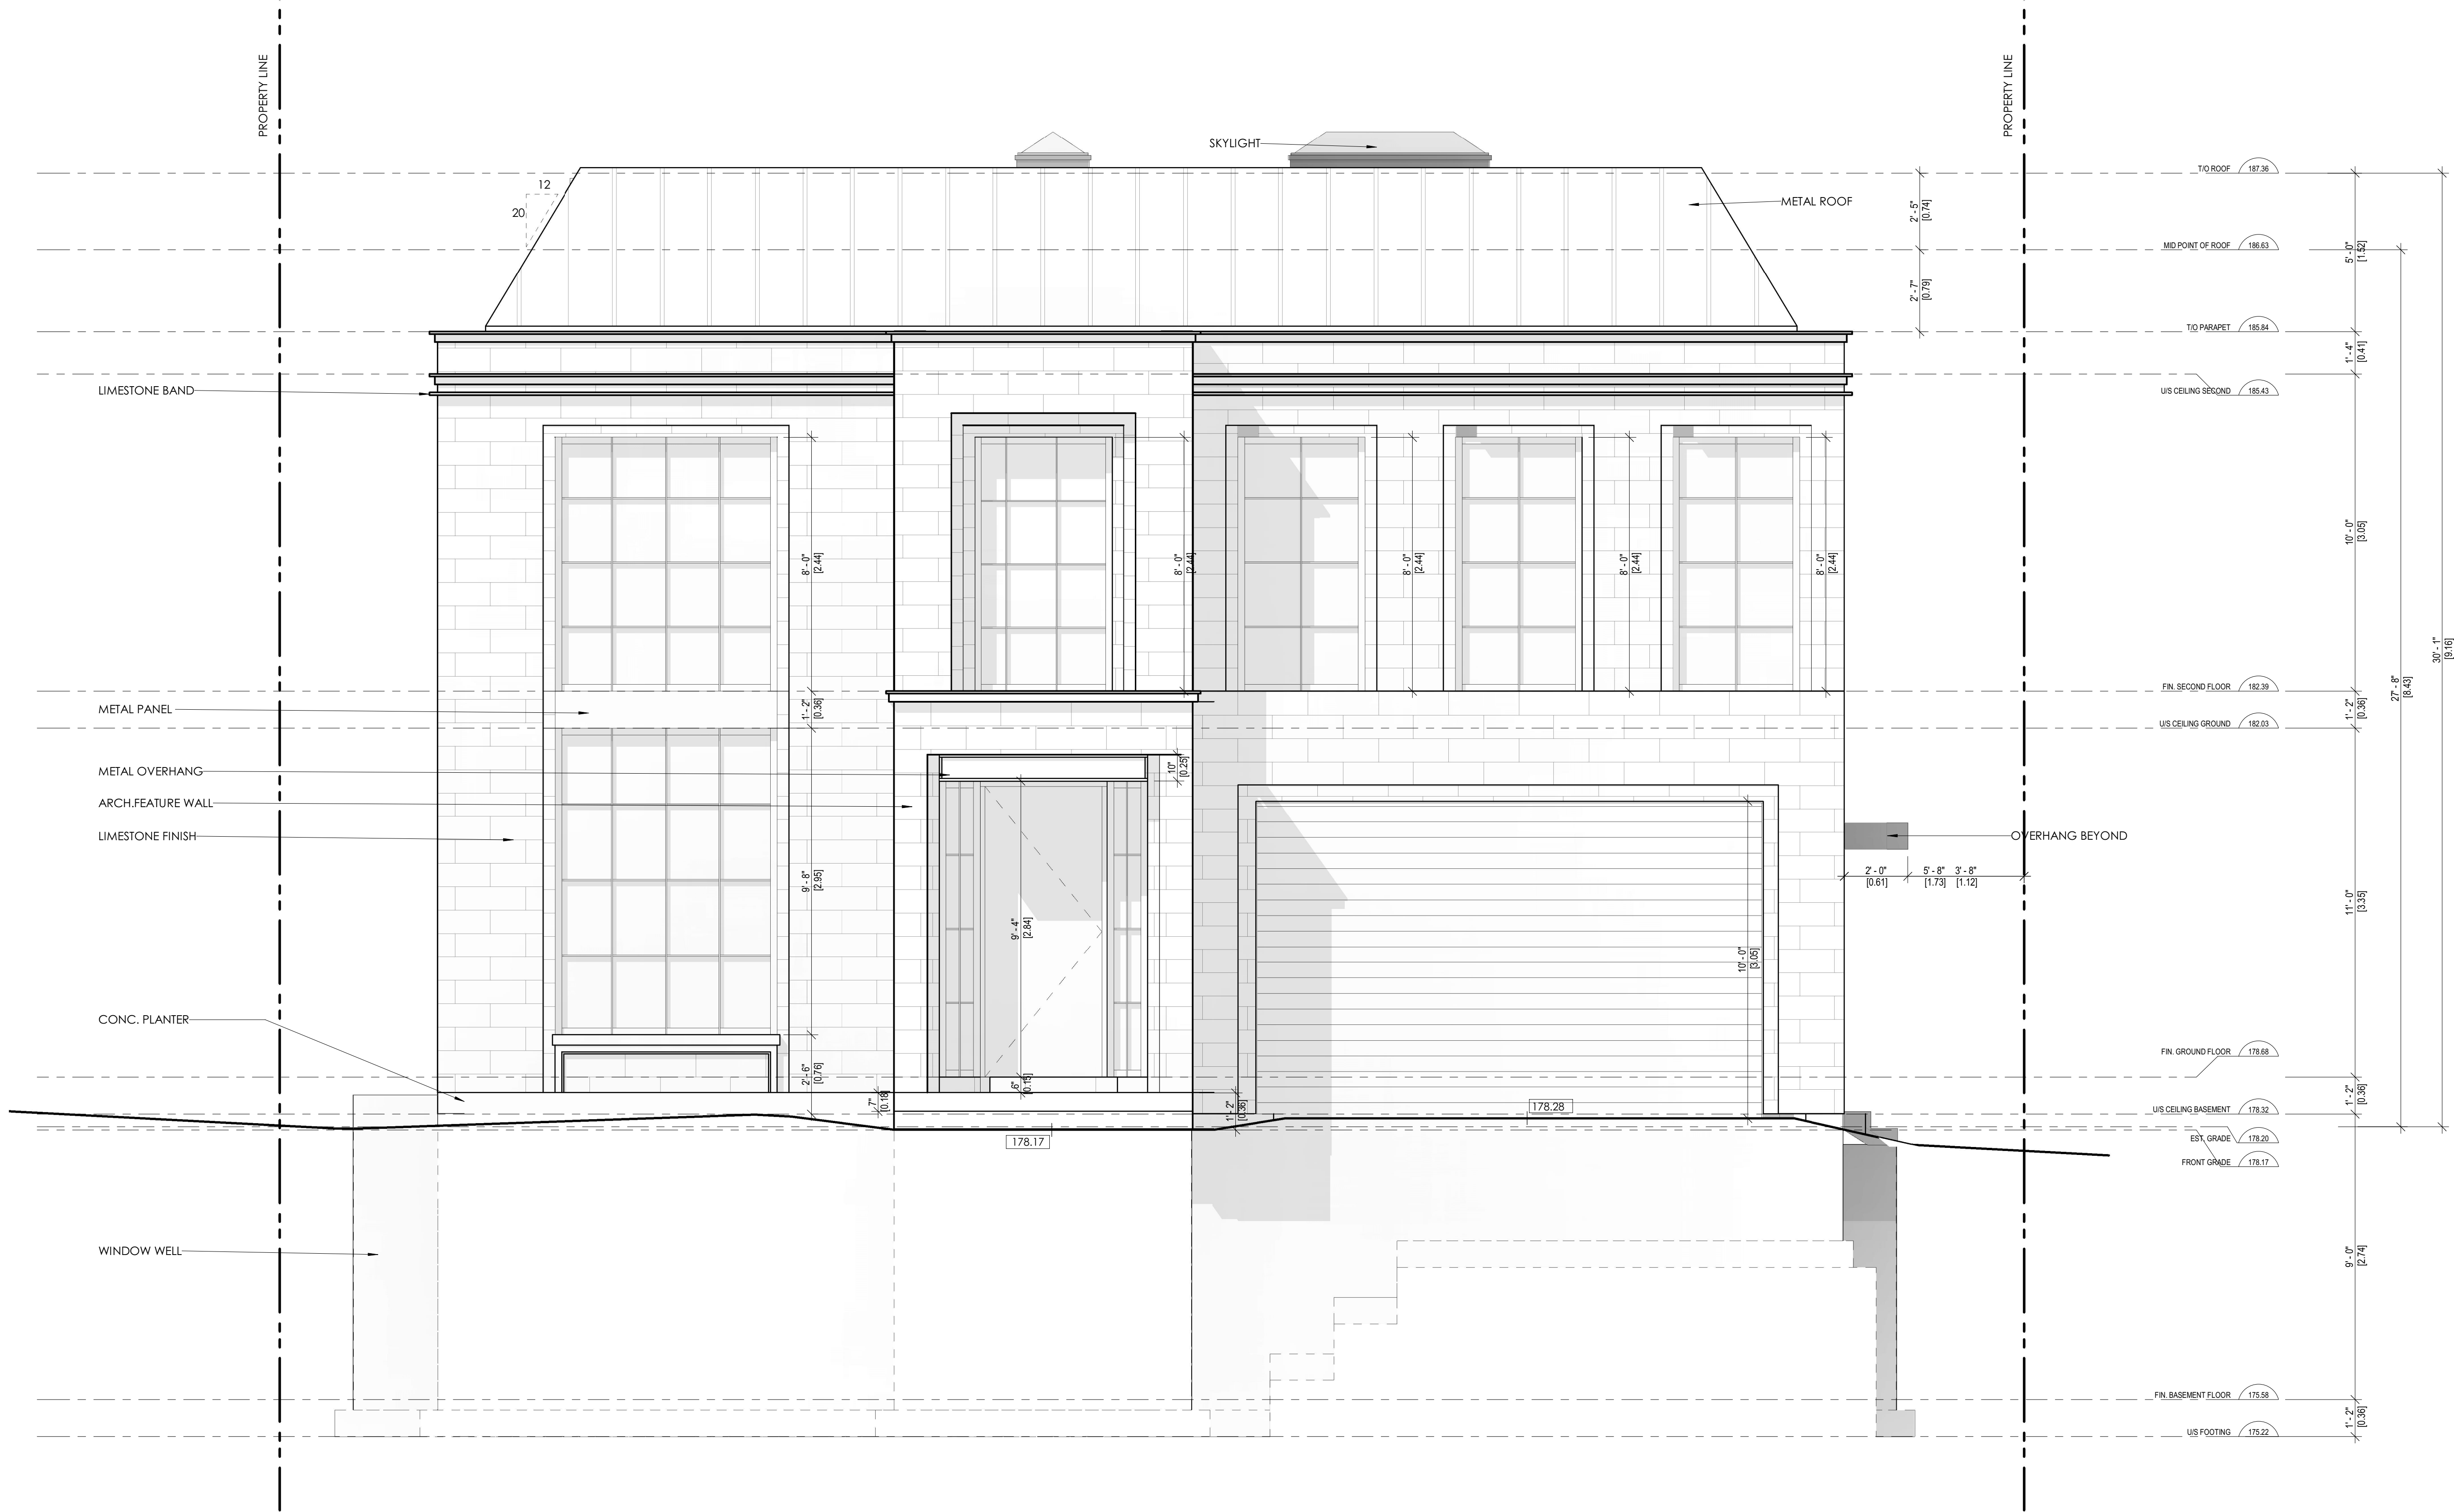 PROPERTY LINE
PROPERTY LINE
SKYLIGHT
METAL ROOF
12
20
LIMESTONE BAND
METAL PANEL
METAL OVERHANG
ARCH.FEATURE WALL
LIMESTONE FINISH
CONC. PLANTER
WINDOW WELL
OVERHANG BEYOND
8' - 0"
[2.44]
1' - 2"
[0.36]
9' - 8"
[2.95]
2' - 6"
[0.76]
8' - 0"
[2.44]
10"
[0.25]
9' - 4"
[2.84]
6"
[0.15]
7"
[0.18]
1' - 2"
[0.36]
8' - 0"
[2.44]
8' - 0"
[2.44]
8' - 0"
[2.44]
10' - 0"
[3.05]
178.17
178.28
2' - 0"
[0.61]
5' - 8"
[1.73]
3' - 8"
[1.12]
2' - 5"
[0.74]
2' - 7"
[0.79]
T/O ROOF 187.36
MID POINT OF ROOF 186.63
T/O PARAPET 185.84
U/S CEILING SECOND 185.43
FIN. SECOND FLOOR 182.39
U/S CEILING GROUND 182.03
FIN. GROUND FLOOR 178.68
U/S CEILING BASEMENT 178.32
EST. GRADE 178.20
FRONT GRADE 178.17
FIN. BASEMENT FLOOR 175.58
U/S FOOTING 175.22
5' - 0"
[1.52]
1' - 4"
[0.41]
10' - 0"
[3.05]
1' - 2"
[0.36]
11' - 0"
[3.35]
1' - 2"
[0.36]
9' - 0"
[2.74]
1' - 2"
[0.36]
27' - 8"
[8.43]
30' - 1"
[9.16]